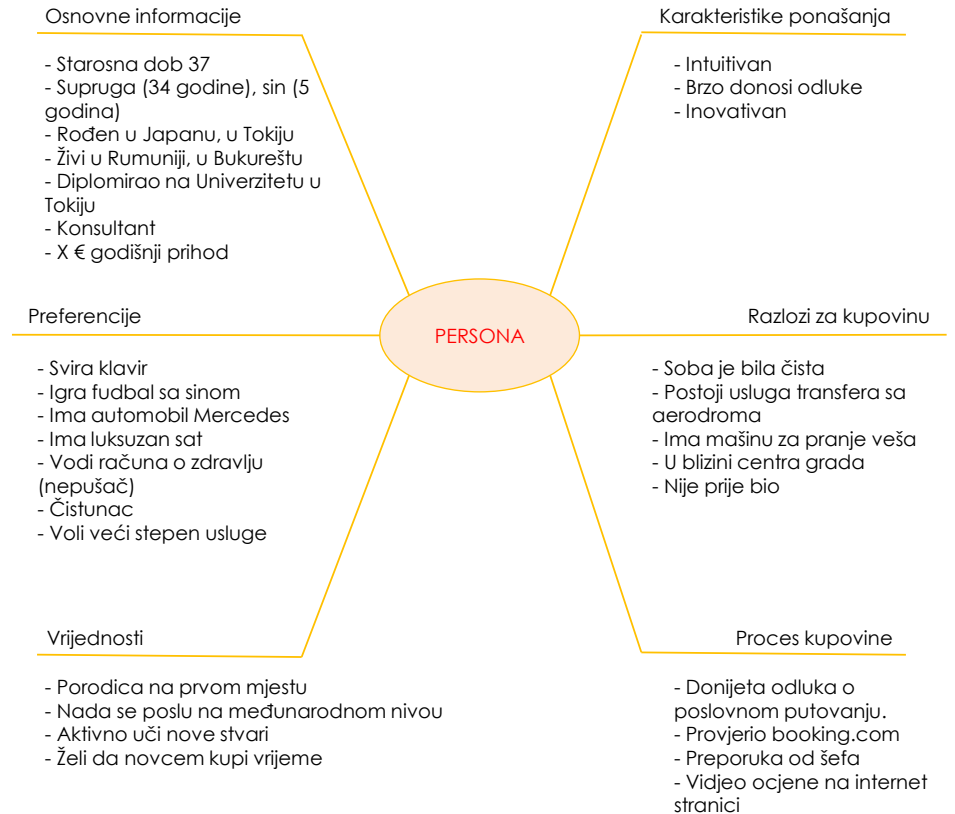 Osnovne informacije
- Starosna dob 37
- Supruga (34 godine), sin (5
godina)
- Rođen u Japanu, u Tokiju
- Živi u Rumuniji, u Bukureštu
- Diplomirao na Univerzitetu u
Tokiju
- Konsultant
- X € godišnji prihod
Karakteristike ponašanja
- Intuitivan
- Brzo donosi odluke
- Inovativan
PERSONA
Preferencije
- Svira klavir
- Igra fudbal sa sinom
- Ima automobil Mercedes
- Ima luksuzan sat
- Vodi računa o zdravlju
(nepušač)
- Čistunac
- Voli veći stepen usluge
Razlozi za kupovinu
- Soba je bila čista
- Postoji usluga transfera sa
aerodroma
- Ima mašinu za pranje veša
- U blizini centra grada
- Nije prije bio
Vrijednosti
- Porodica na prvom mjestu
- Nada se poslu na međunarodnom nivou
- Aktivno uči nove stvari
- Želi da novcem kupi vrijeme
Proces kupovine
- Donijeta odluka o
poslovnom putovanju.
- Provjerio booking.com
- Preporuka od šefa
- Vidjeo ocjene na internet
stranici